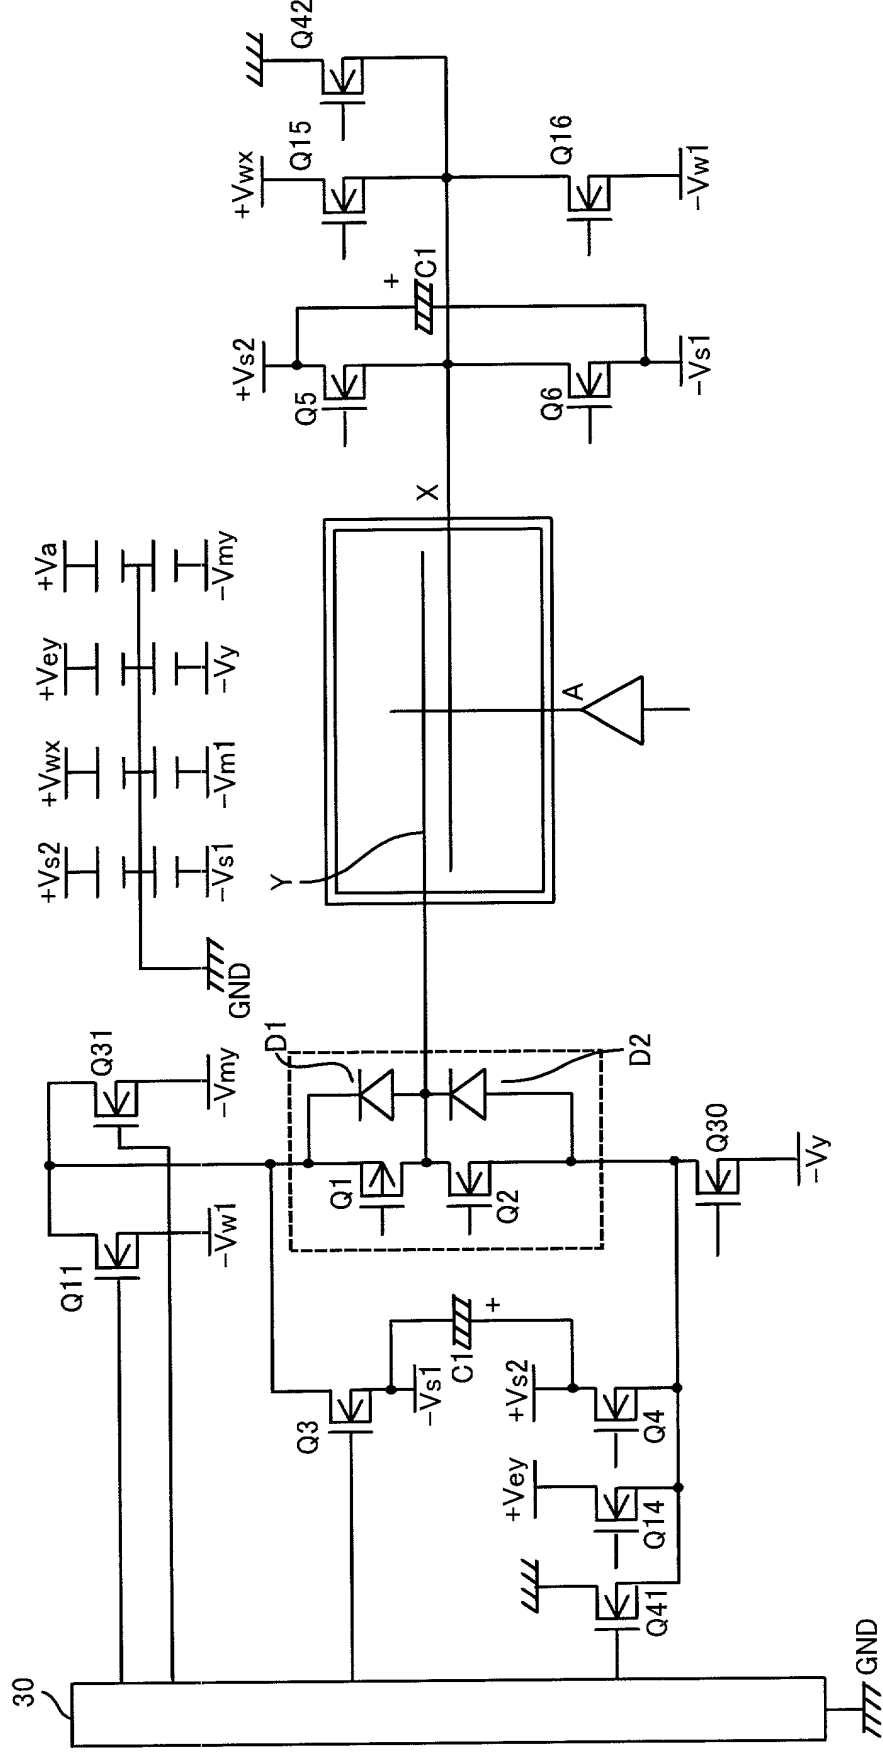 30
+Vs2
+Vwx
+Vey
+Va
Q11
Q31
−Vw1
−Vmy
GND
−Vs1
−Vm1
−Vy
−Vmy
+Vs2
+Vwx
Q3
Q1
D1
Y
Q5
Q15
Q42
−Vs1
C1
+
X
+
C1
+Vey
+Vs2
Q2
A
Q6
Q16
Q41
Q14
Q4
D2
−Vs1
−Vw1
Q30
−Vy
GND